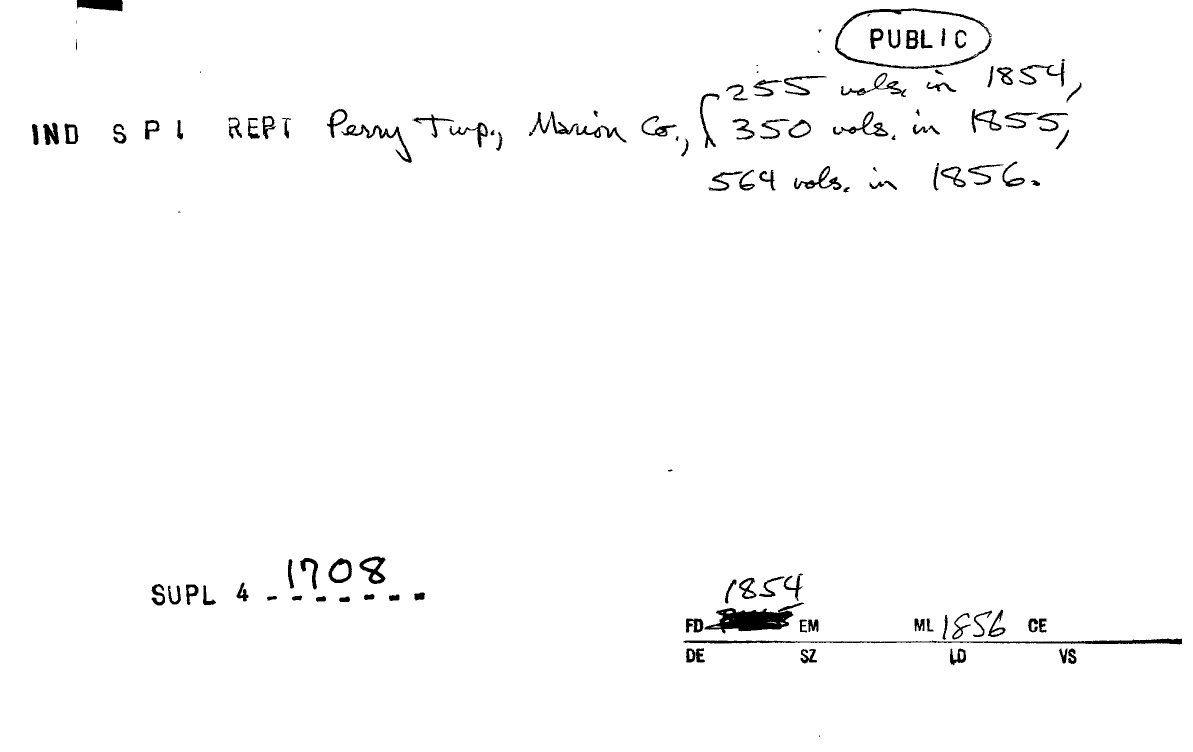 PUBLIC
255 vols. in 1854,
IND S P I REPT Perry Twp., Marion Co., 350 vols. in 1855,
564 vols. in 1856.
SUPL 4 1708
1854
FD EM ML 1856 CE
DE SZ LD VS